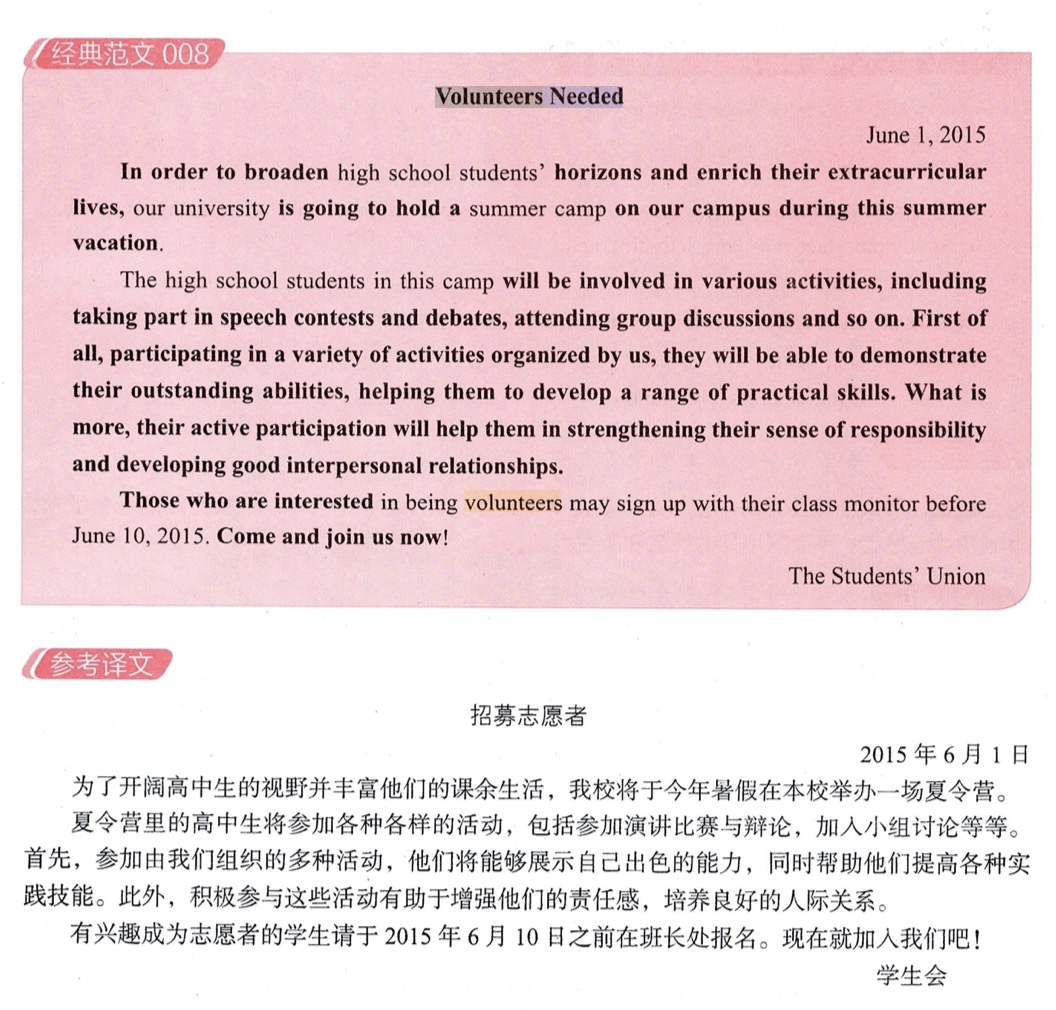 经典范文 008
Volunteers Needed
June 1, 2015
In order to broaden high school students’ horizons and enrich their extracurricular
lives, our university is going to hold a summer camp on our campus during this summer
vacation.
The high school students in this camp will be involved in various activities, including
taking part in speech contests and debates, attending group discussions and so on. First of
all, participating in a variety of activities organized by us, they will be able to demonstrate
their outstanding abilities, helping them to develop a range of practical skills. What is
more, their active participation will help them in strengthening their sense of responsibility
and developing good interpersonal relationships.
Those who are interested in being volunteers may sign up with their class monitor before
June 10, 2015. Come and join us now!
The Students’ Union
参考译文
招募志愿者
2015 年 6 月 1 日
为了开阔高中生的视野并丰富他们的课余生活，我校将于今年暑假在本校举办一场夏令营。
夏令营里的高中生将参加各种各样的活动，包括参加演讲比赛与辩论，加入小组讨论等等。
首先，参加由我们组织的多种活动，他们将能够展示自己出色的能力，同时帮助他们提高各种实
践技能。此外，积极参与这些活动有助于增强他们的责任感，培养良好的人际关系。
有兴趣成为志愿者的学生请于 2015 年 6 月 10 日之前在班长处报名。现在就加入我们吧！
学生会